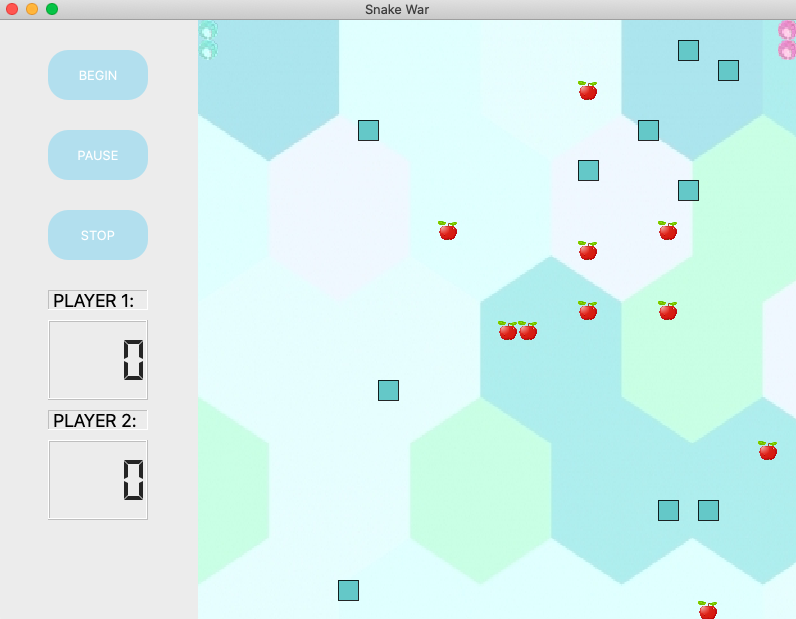 Snake War
BEGIN
PAUSE
STOP
PLAYER 1:
0
PLAYER 2:
0